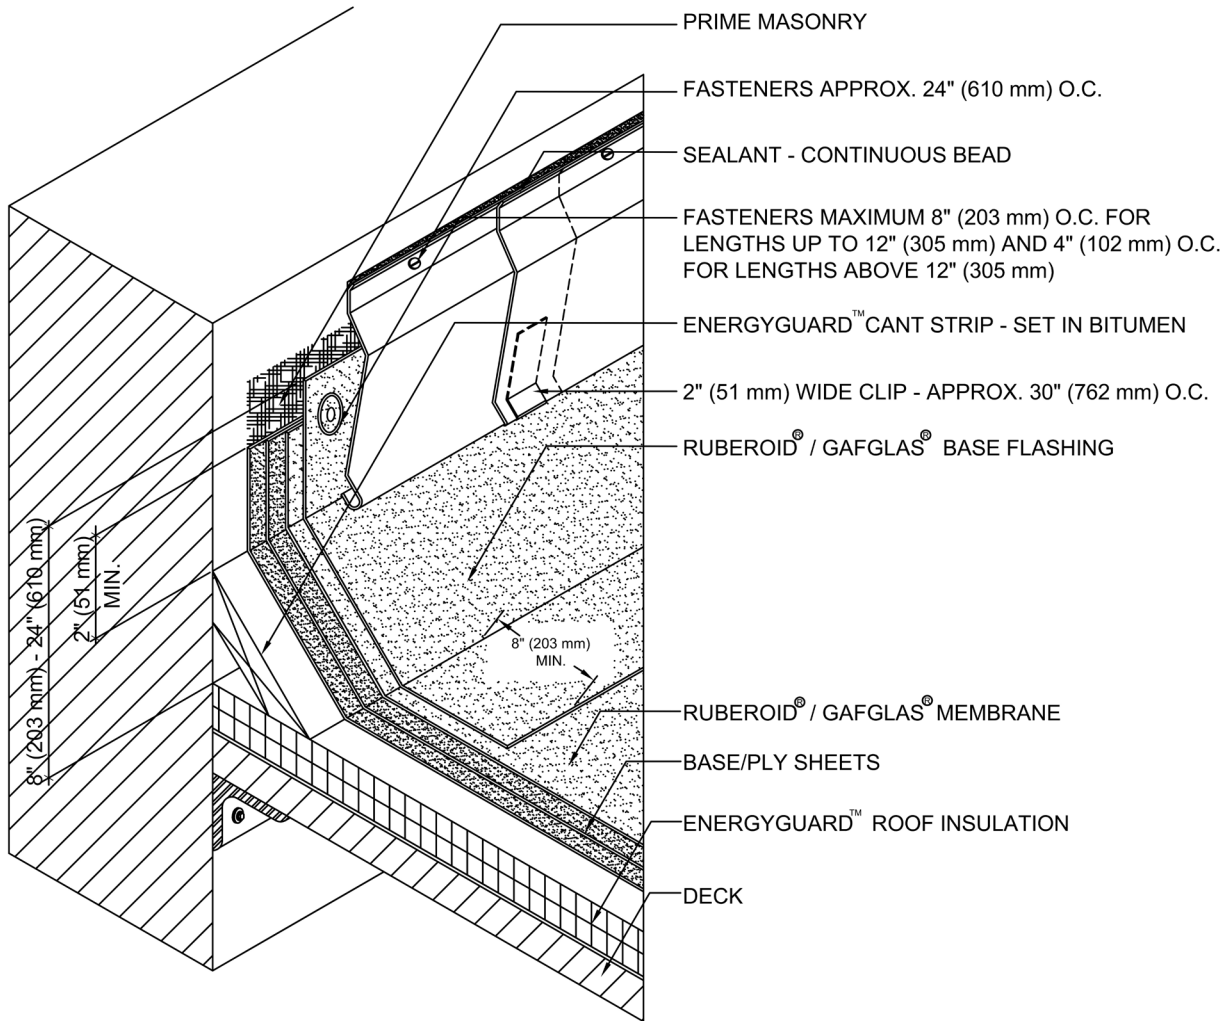 PRIME MASONRY
FASTENERS APPROX. 24" (610 mm) O.C.
SEALANT - CONTINUOUS BEAD
FASTENERS MAXIMUM 8" (203 mm) O.C. FOR
LENGTHS UP TO 12" (305 mm) AND 4" (102 mm) O.C.
FOR LENGTHS ABOVE 12" (305 mm)
ENERGYGUARD™ CANT STRIP - SET IN BITUMEN
2" (51 mm) WIDE CLIP - APPROX. 30" (762 mm) O.C.
RUBEROID® / GAFGLAS® BASE FLASHING
8" (203 mm) - 24" (610 mm)
2" (51 mm)
MIN.
8" (203 mm)
MIN.
RUBEROID® / GAFGLAS® MEMBRANE
BASE/PLY SHEETS
ENERGYGUARD™ ROOF INSULATION
DECK